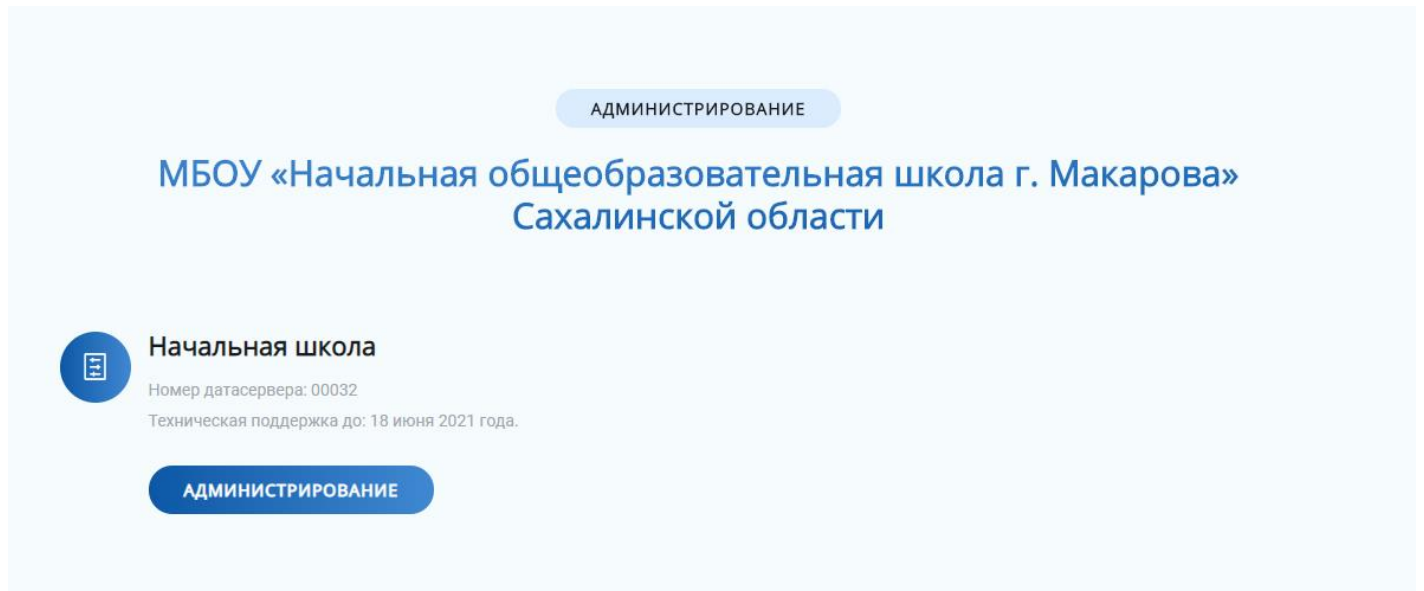 АДМИНИСТРИРОВАНИЕ
МБОУ «Начальная общеобразовательная школа г. Макарова»
Сахалинской области
Начальная школа
Номер датасервера: 00032
Техническая поддержка до: 18 июня 2021 года.
АДМИНИСТРИРОВАНИЕ